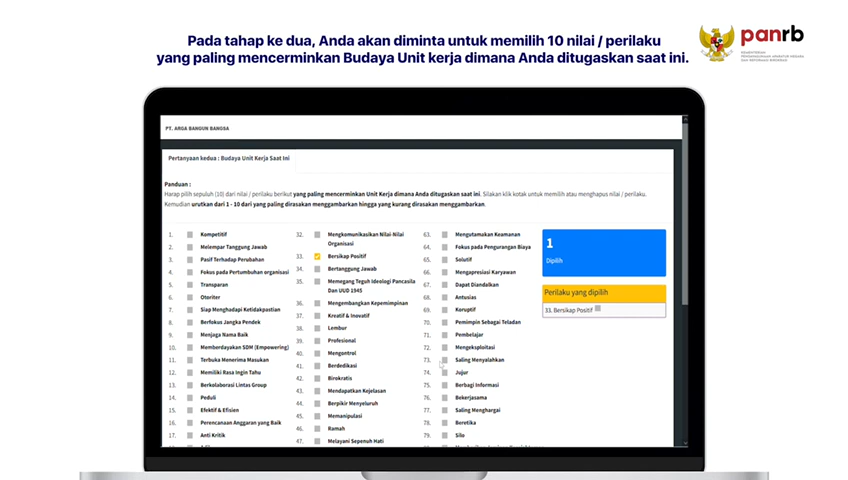 Pada tahap ke dua, Anda akan diminta untuk memilih 10 nilai / perilaku
yang paling mencerminkan Budaya Unit kerja dimana Anda ditugaskan saat ini.
panrb
PT. ARGA BANGUN BANGSA
Pertanyaan kedua : Budaya Unit Kerja Saat Ini
Panduan :
Harap pilih sepuluh (10) dari nilai / perilaku berikut yang paling mencerminkan Unit Kerja dimana Anda ditugaskan saat ini. Silakan klik kotak untuk memilih atau menghapus nilai / perilaku.
Kemudian urutkan dari 1 - 10 dari yang paling dirasakan menggambarkan hingga yang kurang dirasakan menggambarkan.
1. Kompetitif
2. Melempar Tanggung Jawab
3. Pasif Terhadap Perubahan
4. Fokus pada Pertumbuhan organisasi
5. Transparan
6. Otoriter
7. Siap Menghadapi Ketidakpastian
8. Berfokus Jangka Pendek
9. Menjaga Nama Baik
10. Memberdayakan SDM (Empowering)
11. Terbuka Menerima Masukan
12. Memiliki Rasa Ingin Tahu
13. Berkolaborasi Lintas Group
14. Peduli
15. Efektif & Efisien
16. Perencanaan Anggaran yang Baik
17. Anti Kritik
32. Mengkomunikasikan Nilai-Nilai
Organisasi
33. Bersikap Positif
34. Bertanggung Jawab
35. Memegang Teguh Ideologi Pancasila
Dan UUD 1945
36. Mengembangkan Kepemimpinan
37. Kreatif & Inovatif
38. Lembur
39. Profesional
40. Mengontrol
41. Berdedikasi
42. Birokratis
43. Mendapatkan Kejelasan
44. Berpikir Menyeluruh
45. Memanipulasi
46. Ramah
47. Melayani Sepenuh Hati
63. Mengutamakan Keamanan
64. Fokus pada Pengurangan Biaya
65. Solutif
66. Mengapresiasi Karyawan
67. Dapat Diandalkan
68. Antusias
69. Koruptif
70. Pemimpin Sebagai Teladan
71. Pembelajar
72. Mengeksploitasi
73. Saling Menyalahkan
74. Jujur
75. Berbagi Informasi
76. Bekerjasama
77. Saling Menghargai
78. Beretika
79. Silo
1
Dipilih
Perilaku yang dipilih
33. Bersikap Positif